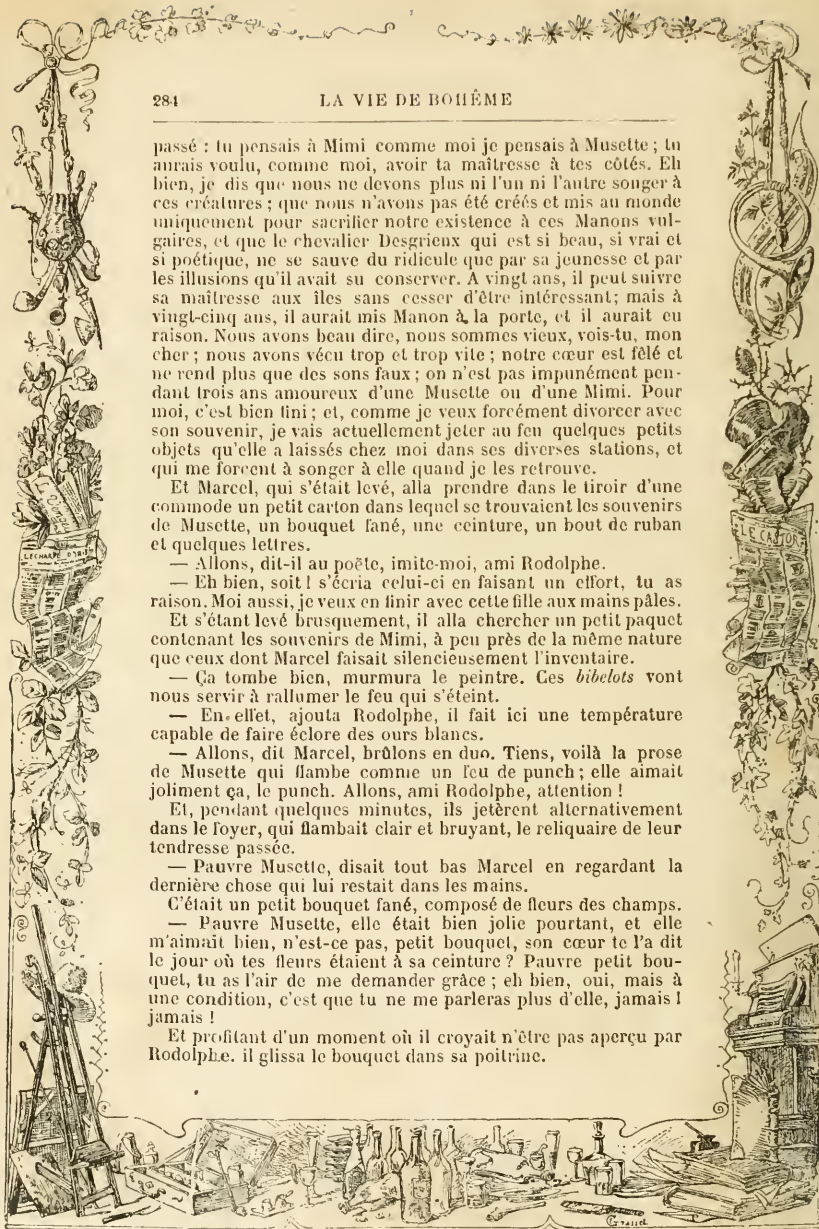 284
LA VIE DE BOHÊME
passé : tu pensais à Mimi comme moi je pensais à Musette ; tu
aurais voulu, comme moi, avoir ta maîtresse à tes côtés. Eh
bien, je dis que nous ne devons plus ni l'un ni l'autre songer à
ces créatures ; que nous n'avons pas été créés et mis au monde
uniquement pour sacrifier notre existence à ces Manons vul-
gaires, et que le chevalier Desgrieux qui est si beau, si vrai et
si poétique, ne se sauve du ridicule que par sa jeunesse et par
les illusions qu'il avait su conserver. A vingt ans, il peut suivre
sa maîtresse aux îles sans cesser d'être intéressant; mais à
vingt-cinq ans, il aurait mis Manon à la porte, et il aurait eu
raison. Nous avons beau dire, nous sommes vieux, vois-tu, mon
cher ; nous avons vécu trop et trop vite ; notre cœur est fêlé et
ne rend plus que des sons faux ; on n'est pas impunément pen-
dant trois ans amoureux d'une Musette ou d'une Mimi. Pour
moi, c'est bien fini ; et, comme je veux forcément divorcer avec
son souvenir, je vais actuellement jeter au feu quelques petits
objets qu'elle a laissés chez moi dans ses diverses stations, et
qui me forcent à songer à elle quand je les retrouve.
Et Marcel, qui s'était levé, alla prendre dans le tiroir d'une
commode un petit carton dans lequel se trouvaient les souvenirs
de Musette, un bouquet fané, une ceinture, un bout de ruban
et quelques lettres.
— Allons, dit-il au poëte, imite-moi, ami Rodolphe.
— Eh bien, soit ! s'écria celui-ci en faisant un effort, tu as
raison. Moi aussi, je veux en finir avec cette fille aux mains pâles.
Et s'étant levé brusquement, il alla chercher un petit paquet
contenant les souvenirs de Mimi, à peu près de la même nature
que ceux dont Marcel faisait silencieusement l'inventaire.
— Ça tombe bien, murmura le peintre. Ces bibelots vont
nous servir à rallumer le feu qui s'éteint.
— En effet, ajouta Rodolphe, il fait ici une température
capable de faire éclore des ours blancs.
— Allons, dit Marcel, brûlons en duo. Tiens, voilà la prose
de Musette qui flambe comme un feu de punch ; elle aimait
joliment ça, le punch. Allons, ami Rodolphe, attention !
Et, pendant quelques minutes, ils jetèrent alternativement
dans le foyer, qui flambait clair et bruyant, le reliquaire de leur
tendresse passée.
— Pauvre Musette, disait tout bas Marcel en regardant la
dernière chose qui lui restait dans les mains.
C'était un petit bouquet fané, composé de fleurs des champs.
— Pauvre Musette, elle était bien jolie pourtant, et elle
m'aimait bien, n'est-ce pas, petit bouquet, son cœur te l'a dit
le jour où tes fleurs étaient à sa ceinture ? Pauvre petit bou-
quet, tu as l'air de me demander grâce ; eh bien, oui, mais à
une condition, c'est que tu ne me parleras plus d'elle, jamais !
jamais !
Et profitant d'un moment où il croyait n'être pas aperçu par
Rodolphe. il glissa le bouquet dans sa poitrine.
L'ECHARPE D'IRIS
LE CASTOR
Grasset